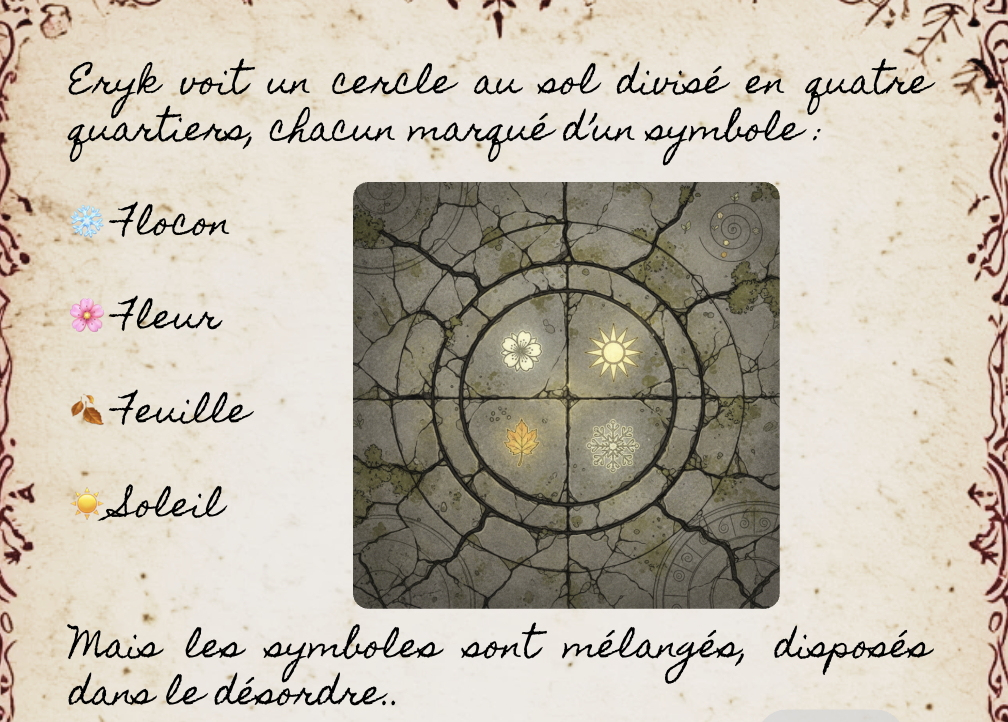 Eryk voit un cercle au sol divisé en quatre
quartiers, chacun marqué d'un symbole :
❄️ Flocon
🌸 Fleur
🍂 Feuille
☀️ Soleil
Mais les symboles sont mélangés, disposés
dans le désordre..